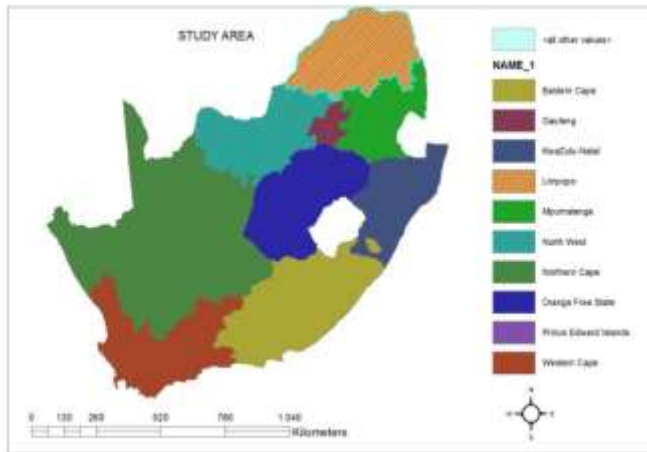 STUDY AREA
<all other values>
NAME_1
Eastern Cape
Gauteng
KwaZulu-Natal
Limpopo
Mpumalanga
North West
Northern Cape
Orange Free State
Prince Edward Islands
Western Cape
N
W E
S
0 130 260 520 780 1 040
Kilometers